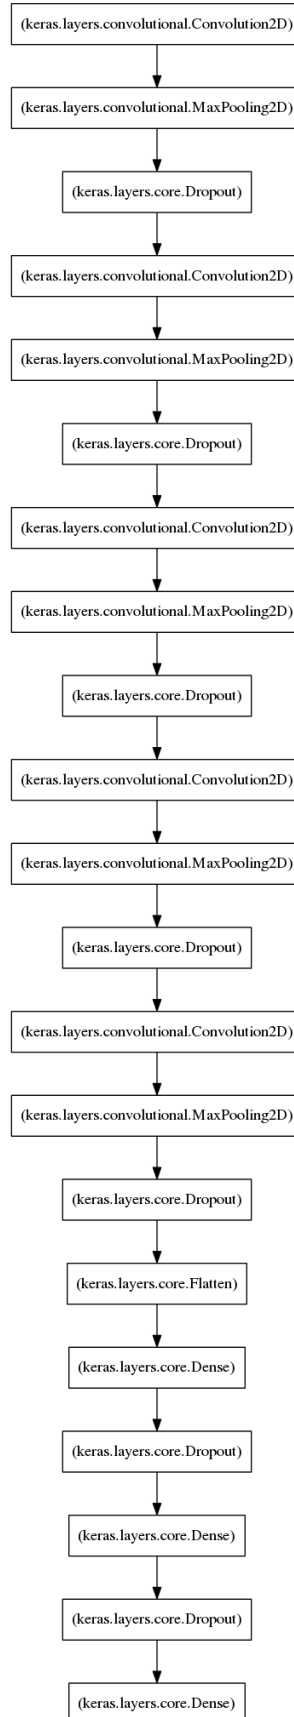 (keras.layers.convolutional.Convolution2D)
(keras.layers.convolutional.MaxPooling2D)
(keras.layers.core.Dropout)
(keras.layers.convolutional.Convolution2D)
(keras.layers.convolutional.MaxPooling2D)
(keras.layers.core.Dropout)
(keras.layers.convolutional.Convolution2D)
(keras.layers.convolutional.MaxPooling2D)
(keras.layers.core.Dropout)
(keras.layers.convolutional.Convolution2D)
(keras.layers.convolutional.MaxPooling2D)
(keras.layers.core.Dropout)
(keras.layers.convolutional.Convolution2D)
(keras.layers.convolutional.MaxPooling2D)
(keras.layers.core.Dropout)
(keras.layers.core.Flatten)
(keras.layers.core.Dense)
(keras.layers.core.Dropout)
(keras.layers.core.Dense)
(keras.layers.core.Dropout)
(keras.layers.core.Dense)